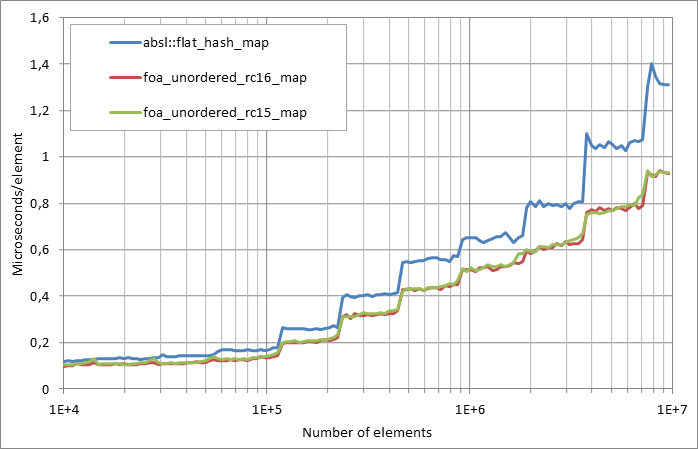 1,6
1,4
1,2
1
0,8
0,6
0,4
0,2
0
Microseconds/element
absl::flat_hash_map
foa_unordered_rc16_map
foa_unordered_rc15_map
1E+4 1E+5 1E+6 1E+7
Number of elements